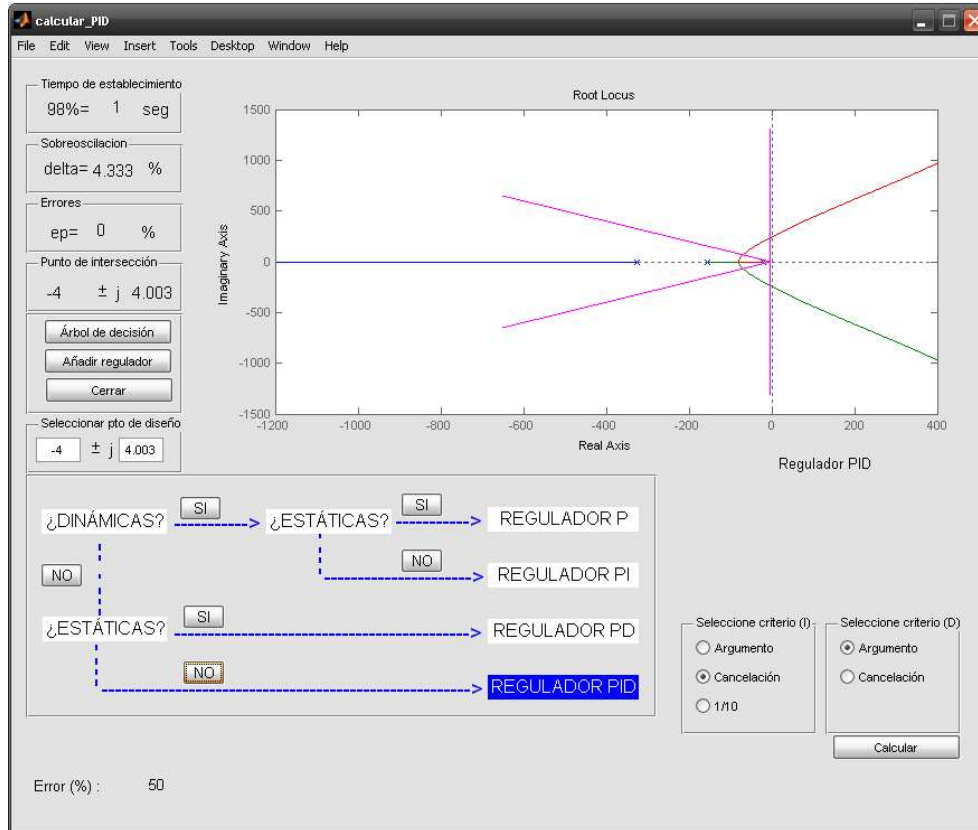 calcular_PID
File Edit View Insert Tools Desktop Window Help
Tiempo de establecimiento
98%= 1 seg
Sobreoscilacion
delta= 4.333 %
Errores
ep= 0 %
Punto de intersección
-4 ± j 4.003
Árbol de decisión
Añadir regulador
Cerrar
Seleccionar pto de diseño
-4 ± j 4.003
Root Locus
Imaginary Axis
1500
1000
500
0
-500
-1000
-1500
-1200 -1000 -800 -600 -400 -200 0 200 400
Real Axis
Regulador PID
¿DINÁMICAS? SI ¿ESTÁTICAS? SI REGULADOR P
NO REGULADOR PI
NO
¿ESTÁTICAS? SI REGULADOR PD
NO REGULADOR PID
Seleccione criterio (I)
Argumento
Cancelación
1/10
Seleccione criterio (D)
Argumento
Cancelación
Calcular
Error (%) : 50